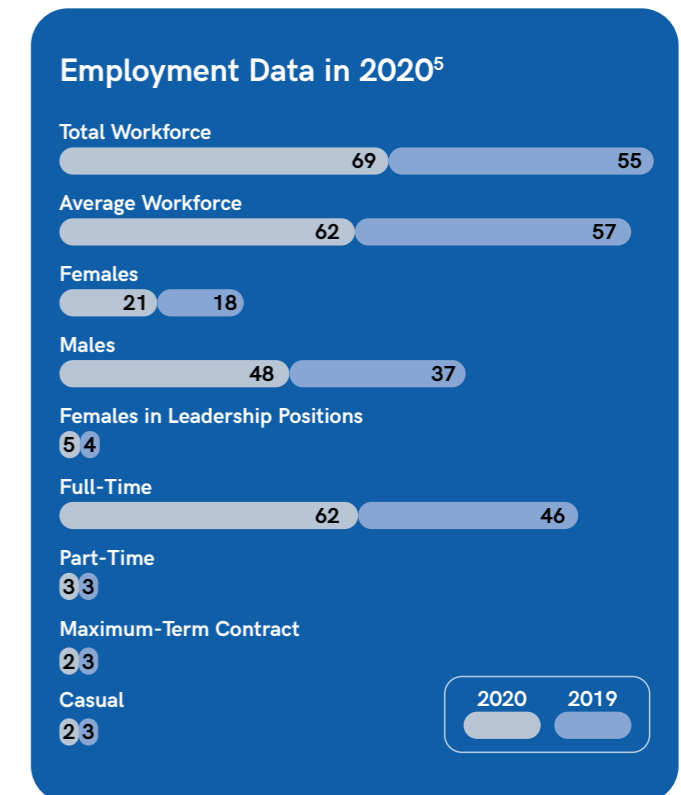 Employment Data in 2020⁵
Total Workforce
69 55
Average Workforce
62 57
Females
21 18
Males
48 37
Females in Leadership Positions
5 4
Full-Time
62 46
Part-Time
3 3
Maximum-Term Contract
2 3
Casual
2 3
2020 2019